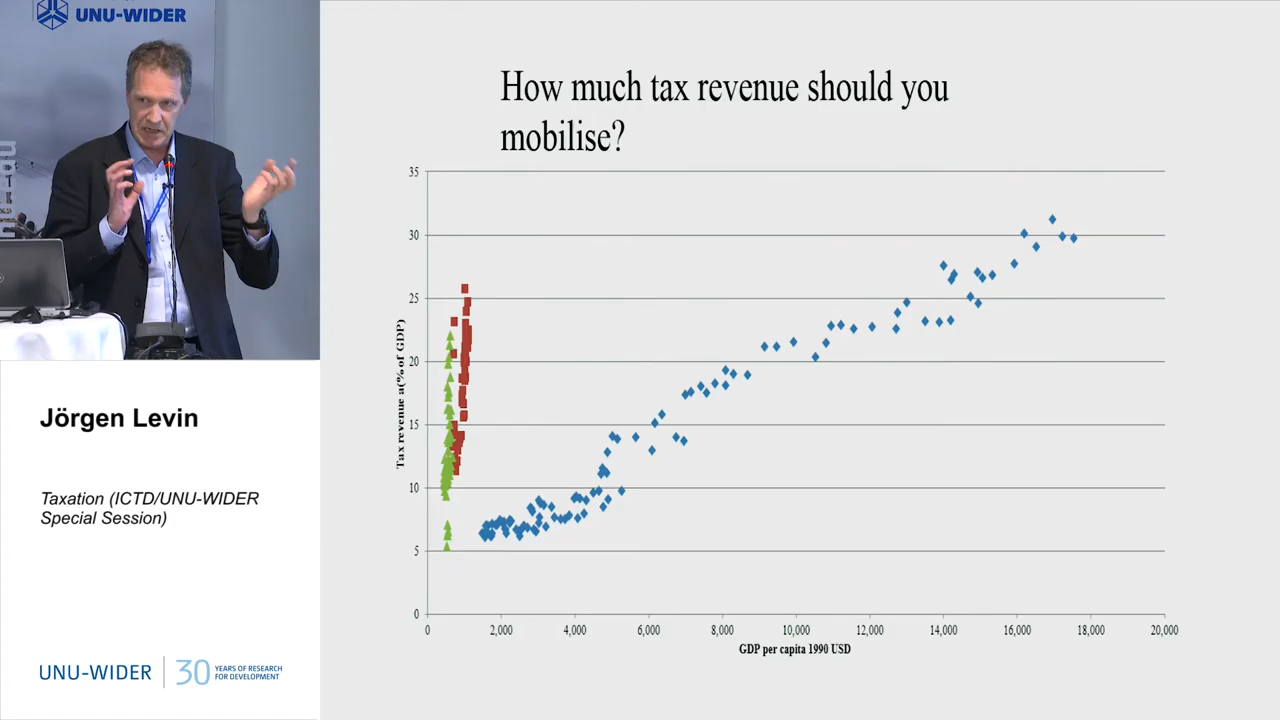 UNU-WIDER
How much tax revenue should you
mobilise?
35
30
25
20
15
10
5
0
Tax revenue a(% of GDP)
0 2,000 4,000 6,000 8,000 10,000 12,000 14,000 16,000 18,000 20,000
GDP per capita 1990 USD
Jörgen Levin
Taxation (ICTD/UNU-WIDER
Special Session)
UNU-WIDER
30 YEARS OF RESEARCH
FOR DEVELOPMENT